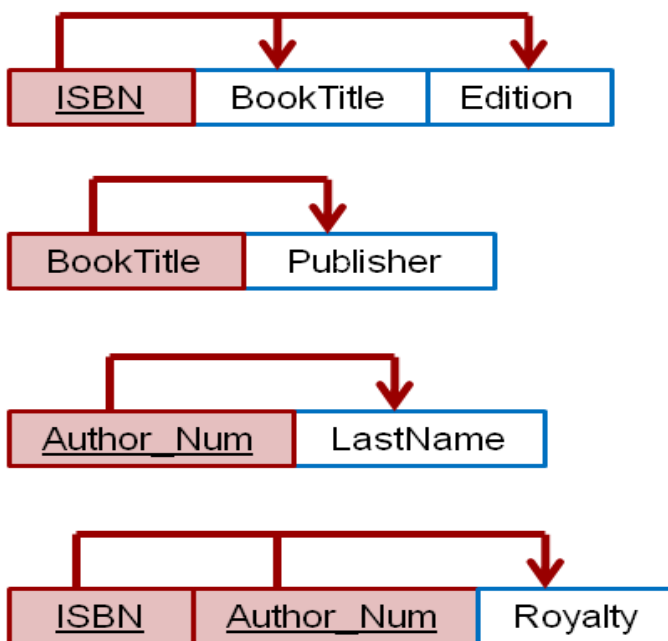 ISBN BookTitle Edition
BookTitle Publisher
Author_Num LastName
ISBN Author_Num Royalty